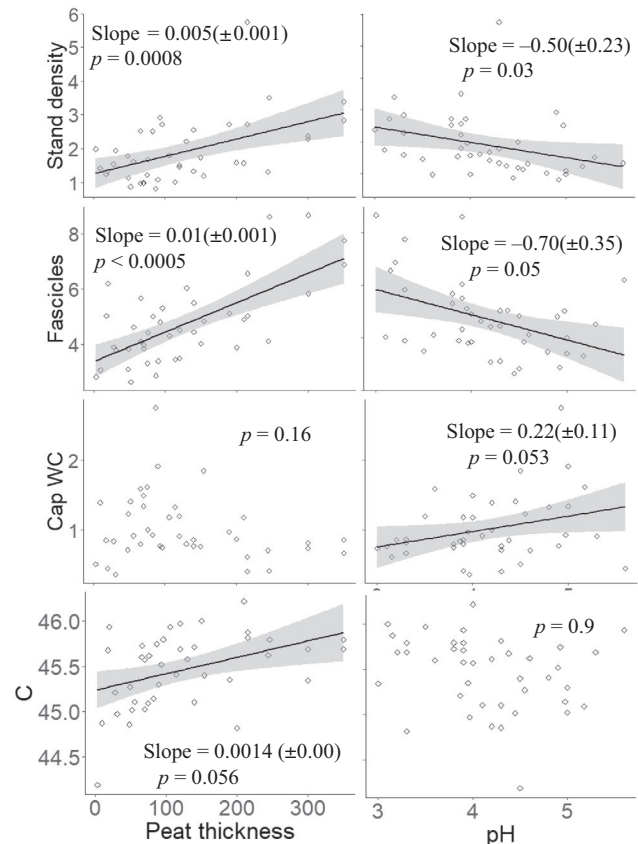 6
5
4
3
2
1
Stand density
Slope = 0.005(±0.001)
p = 0.0008
Slope = –0.50(±0.23)
p = 0.03
8
6
4
Fascicles
Slope = 0.01(±0.001)
p < 0.0005
Slope = –0.70(±0.35)
p = 0.05
2
1
Cap WC
p = 0.16
Slope = 0.22(±0.11)
p = 0.053
46.0
45.5
45.0
44.5
C
Slope = 0.0014 (±0.00)
p = 0.056
p = 0.9
0 100 200 300
Peat thickness
3 4 5
pH